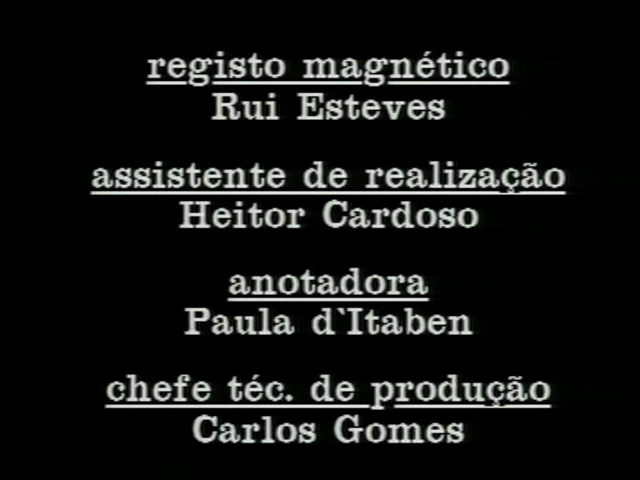 registo magnético
Rui Esteves
assistente de realização
Heitor Cardoso
anotadora
Paula d`Itaben
chefe téc. de produção
Carlos Gomes